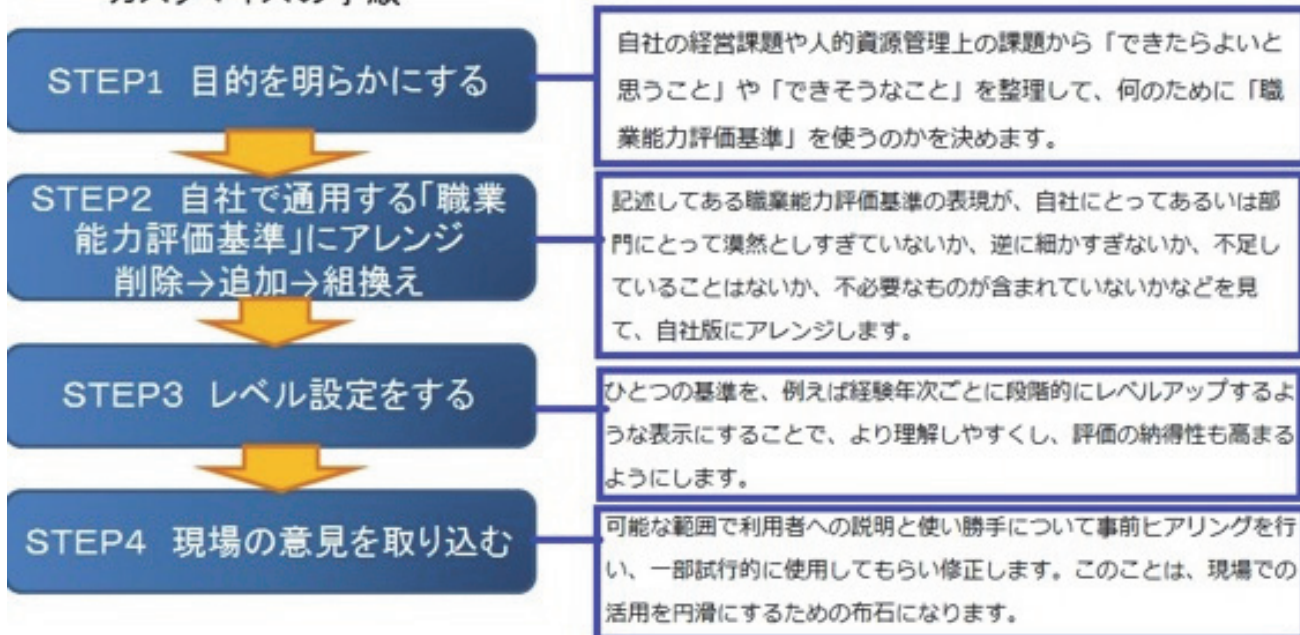 カスタマイズの手順
STEP1 目的を明らかにする
自社の経営課題や人的資源管理上の課題から「できたらよいと
思うこと」や「できそうなこと」を整理して、何のために「職
業能力評価基準」を使うのかを決めます。
STEP2 自社で通用する「職業
能力評価基準」にアレンジ
削除→追加→組換え
記述してある職業能力評価基準の表現が、自社にとってあるいは部
門にとって漠然としすぎていないか、逆に細かすぎないか、不足し
ていることはないか、不必要なものが含まれていないかなどを見
て、自社版にアレンジします。
STEP3 レベル設定をする
ひとつの基準を、例えば経験年次ごとに段階的にレベルアップするよ
うな表示にすることで、より理解しやすくし、評価の納得性も高まる
ようにします。
STEP4 現場の意見を取り込む
可能な範囲で利用者への説明と使い勝手について事前ヒアリングを行
い、一部試行的に使用してもらい修正します。このことは、現場での
活用を円滑にするための布石になります。